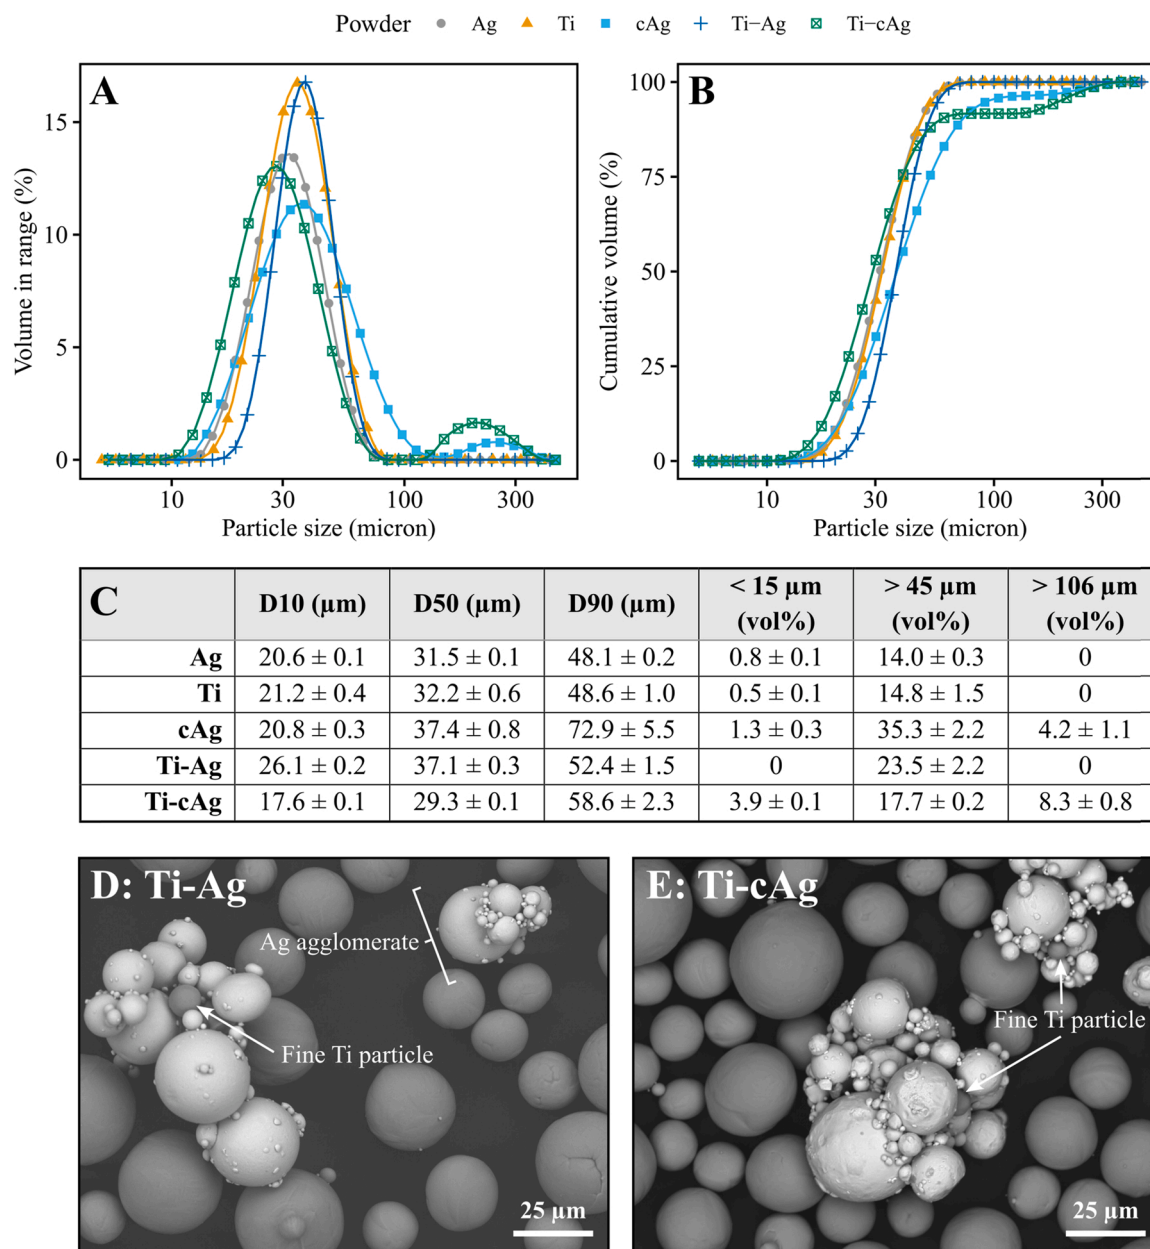 Powder Ag Ti cAg Ti−Ag Ti−cAg
A
Volume in range (%)
15
10
5
0
10 30 100 300
Particle size (micron)
B
Cumulative volume (%)
100
75
50
25
0
10 30 100 300
Particle size (micron)
C D10 (µm) D50 (µm) D90 (µm) < 15 µm (vol%) > 45 µm (vol%) > 106 µm (vol%)
Ag 20.6 ± 0.1 31.5 ± 0.1 48.1 ± 0.2 0.8 ± 0.1 14.0 ± 0.3 0
Ti 21.2 ± 0.4 32.2 ± 0.6 48.6 ± 1.0 0.5 ± 0.1 14.8 ± 1.5 0
cAg 20.8 ± 0.3 37.4 ± 0.8 72.9 ± 5.5 1.3 ± 0.3 35.3 ± 2.2 4.2 ± 1.1
Ti-Ag 26.1 ± 0.2 37.1 ± 0.3 52.4 ± 1.5 0 23.5 ± 2.2 0
Ti-cAg 17.6 ± 0.1 29.3 ± 0.1 58.6 ± 2.3 3.9 ± 0.1 17.7 ± 0.2 8.3 ± 0.8
D: Ti-Ag
Ag agglomerate
Fine Ti particle
25 µm
E: Ti-cAg
Fine Ti particle
25 µm